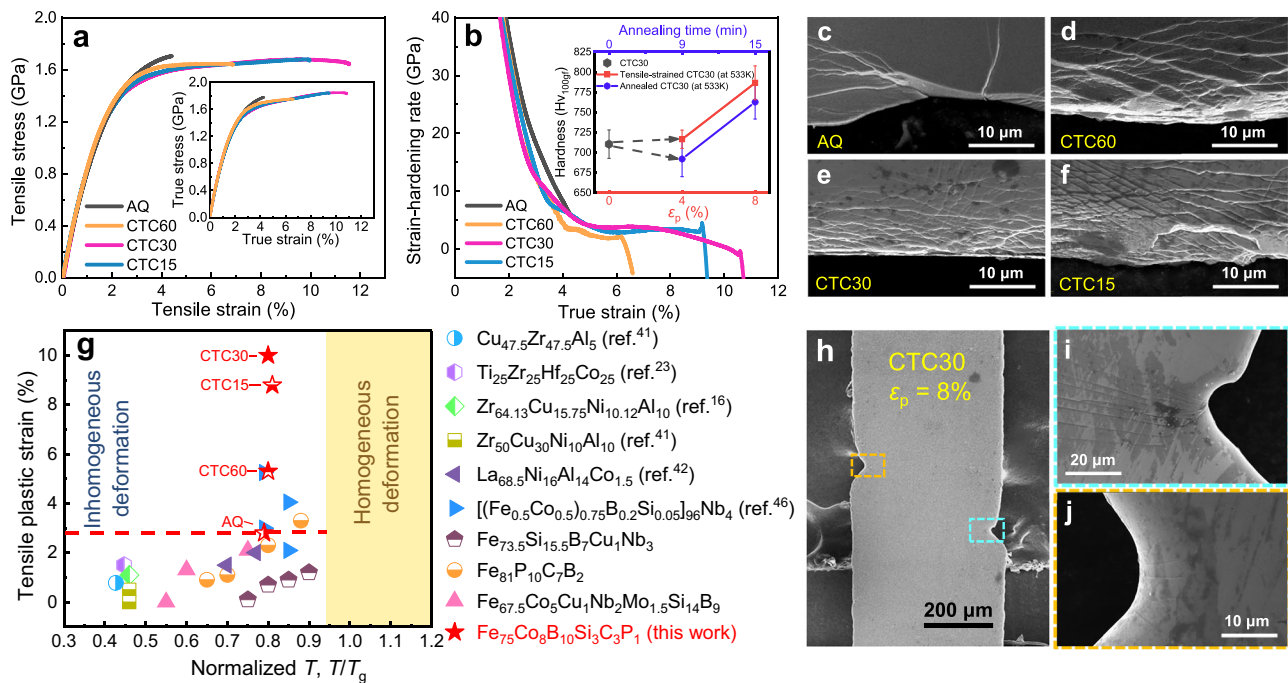 a
Tensile stress (GPa)
2.0
1.6
1.2
0.8
0.4
0.0
0
2
4
6
8
10
12
Tensile strain (%)
True stress (GPa)
2.0
1.6
1.2
0.8
0.4
0.0
0 2 4 6 8 10 12
True strain (%)
AQ
CTC60
CTC30
CTC15
b
Strain-hardening rate (GPa)
40
30
20
10
0
0 2 4 6 8 10 12
True strain (%)
AQ
CTC60
CTC30
CTC15
Annealing time (min)
0 9 15
Hardness (Hv100gf)
825
800
775
750
725
700
675
650
CTC30
Tensile-strained CTC30 (at 533K)
Annealed CTC30 (at 533K)
0 4 8
εp (%)
c
AQ
10 μm
d
CTC60
10 μm
e
CTC30
10 μm
f
CTC15
10 μm
g
Tensile plastic strain (%)
10
8
6
4
2
0
0.3 0.4 0.5 0.6 0.7 0.8 0.9 1.0 1.1 1.2
Normalized T, T/Tg
Inhomogeneous
deformation
Homogeneous
deformation
CTC30
CTC15
CTC60
AQ
Cu47.5Zr47.5Al5 (ref.41)
Ti25Zr25Hf25Co25 (ref.23)
Zr64.13Cu15.75Ni10.12Al10 (ref.16)
Zr50Cu30Ni10Al10 (ref.41)
La68.5Ni16Al14Co1.5 (ref.42)
[(Fe0.5Co0.5)0.75B0.2Si0.05]96Nb4 (ref.46)
Fe73.5Si15.5B7Cu1Nb3
Fe81P10C7B2
Fe67.5Co5Cu1Nb2Mo1.5Si14B9
Fe75Co8B10Si3C3P1 (this work)
h
CTC30
εp = 8%
200 μm
i
20 μm
j
10 μm